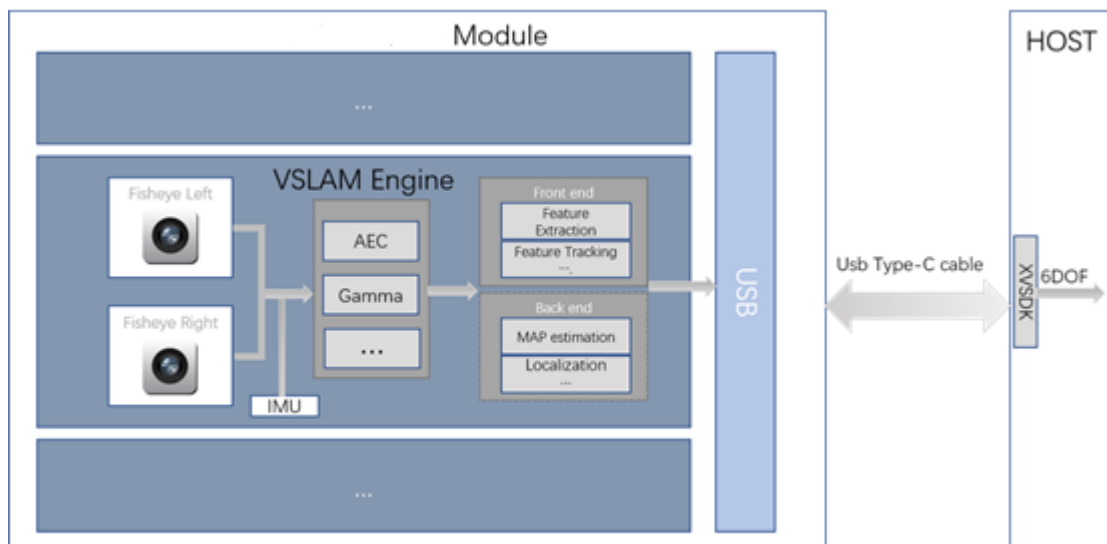 Module
HOST
...
VSLAM Engine
Fisheye Left
Fisheye Right
IMU
AEC
Gamma
...
Front end
Feature
Extraction
Feature Tracking
...
Back end
MAP estimation
Localization
...
...
USB
Usb Type-C cable
XVSDK
6DOF